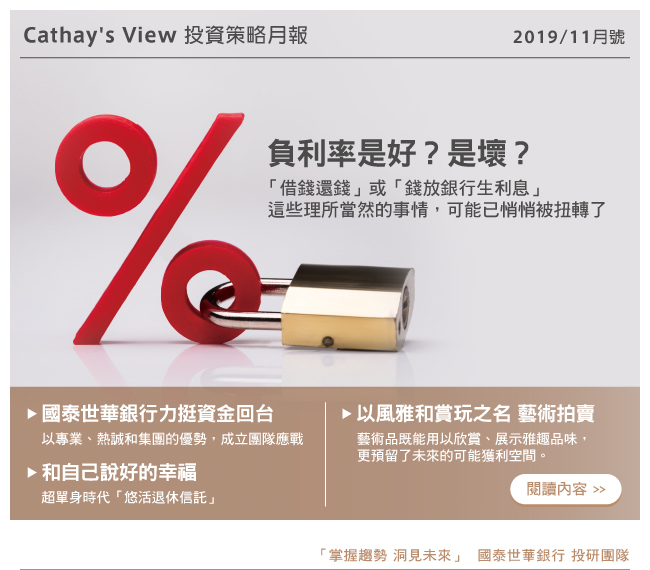 Cathay's View 投資策略月報
2019/11月號
負利率是好？是壞？
「借錢還錢」或「錢放銀行生利息」
這些理所當然的事情，可能已悄悄被扭轉了
國泰世華銀行力挺資金回台
以專業、熱誠和集團的優勢，成立團隊應戰
和自己說好的幸福
超單身時代「悠活退休信託」
以風雅和賞玩之名 藝術拍賣
藝術品既能用以欣賞、展示雅趣品味，
更預留了未來的可能獲利空間。
閱讀內容 >>
「掌握趨勢 洞見未來」 國泰世華銀行 投研團隊